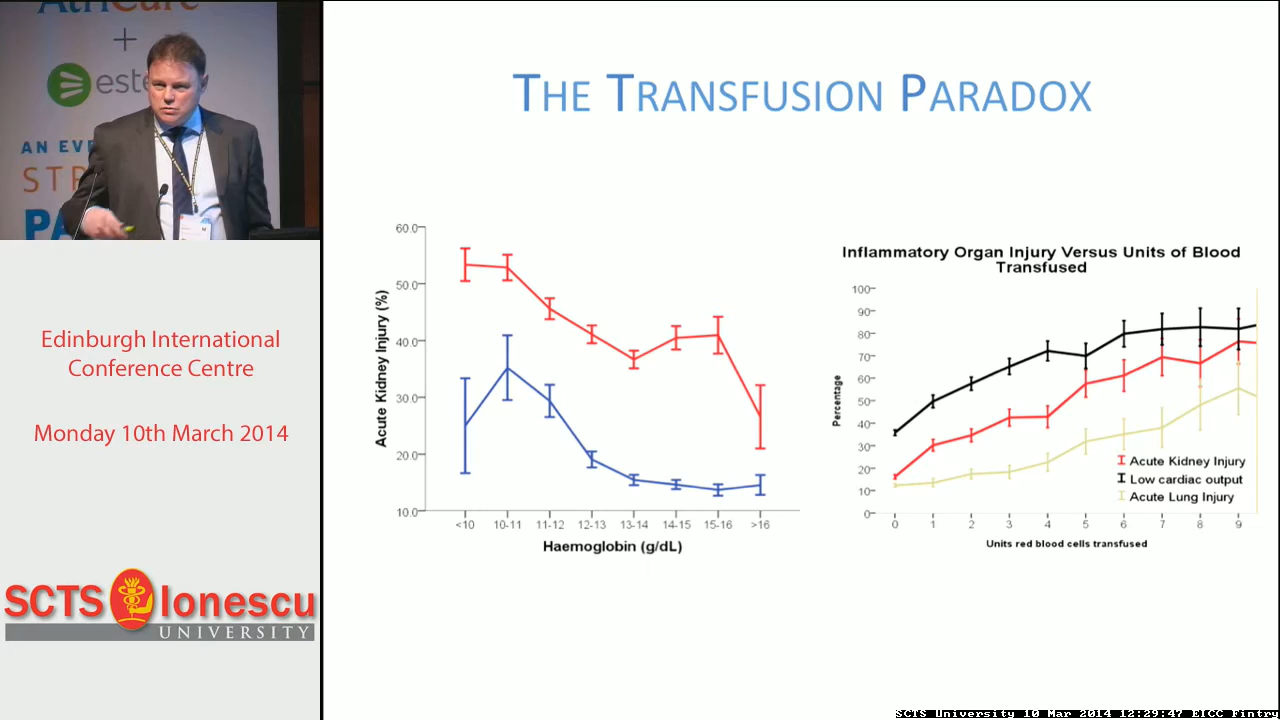 AtriCure
+
este
AN EVE
STR
PA
Edinburgh International
Conference Centre
Monday 10th March 2014
SCTS Ionescu
UNIVERSITY
THE TRANSFUSION PARADOX
60.0
50.0
40.0
30.0
20.0
10.0
Acute Kidney Injury (%)
<10 10-11 11-12 12-13 13-14 14-15 15-16 >16
Haemoglobin (g/dL)
Inflammatory Organ Injury Versus Units of Blood
Transfused
100
90
80
70
60
50
40
30
20
10
0
Percentage
Acute Kidney Injury
Low cardiac output
Acute Lung Injury
0 1 2 3 4 5 6 7 8 9
Units red blood cells transfused
SCTS University 10 Mar 2014 12:29:47 EICC Fintry